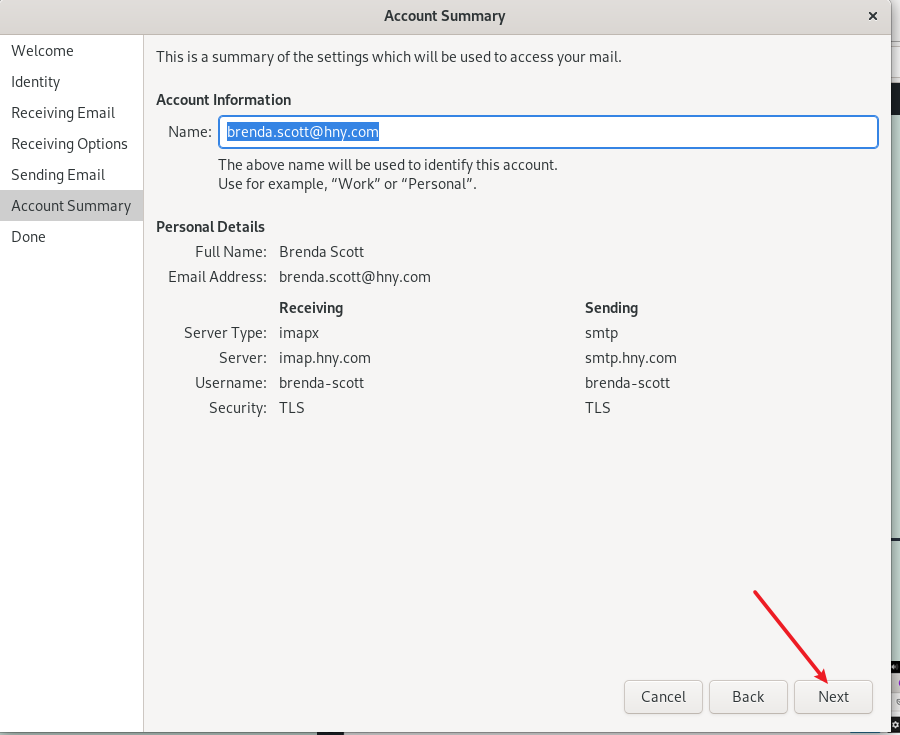 Account Summary
Welcome
Identity
Receiving Email
Receiving Options
Sending Email
Account Summary
Done
This is a summary of the settings which will be used to access your mail.
Account Information
Name: brenda.scott@hny.com
The above name will be used to identify this account.
Use for example, “Work” or “Personal”.
Personal Details
Full Name: Brenda Scott
Email Address: brenda.scott@hny.com
Receiving Sending
Server Type: imapx smtp
Server: imap.hny.com smtp.hny.com
Username: brenda-scott brenda-scott
Security: TLS TLS
Cancel Back Next